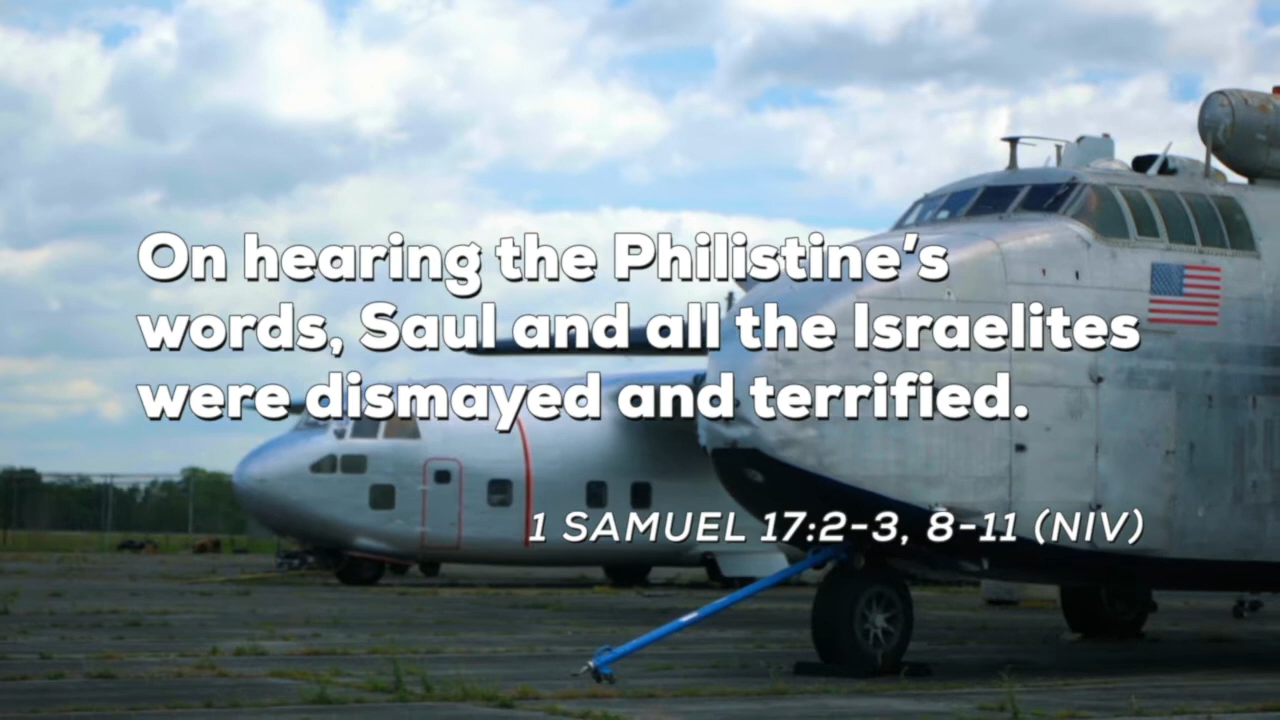 On hearing the Philistine's
words, Saul and all the Israelites
were dismayed and terrified.
1 SAMUEL 17:2-3, 8-11 (NIV)